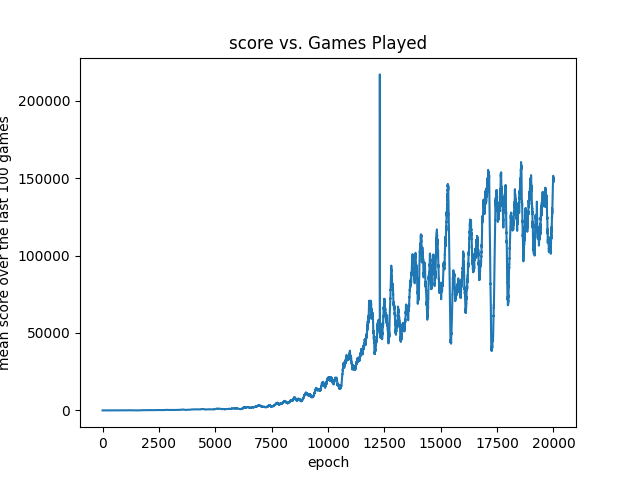 score vs. Games Played
mean score over the last 100 games
200000
150000
100000
50000
0
0 2500 5000 7500 10000 12500 15000 17500 20000
epoch